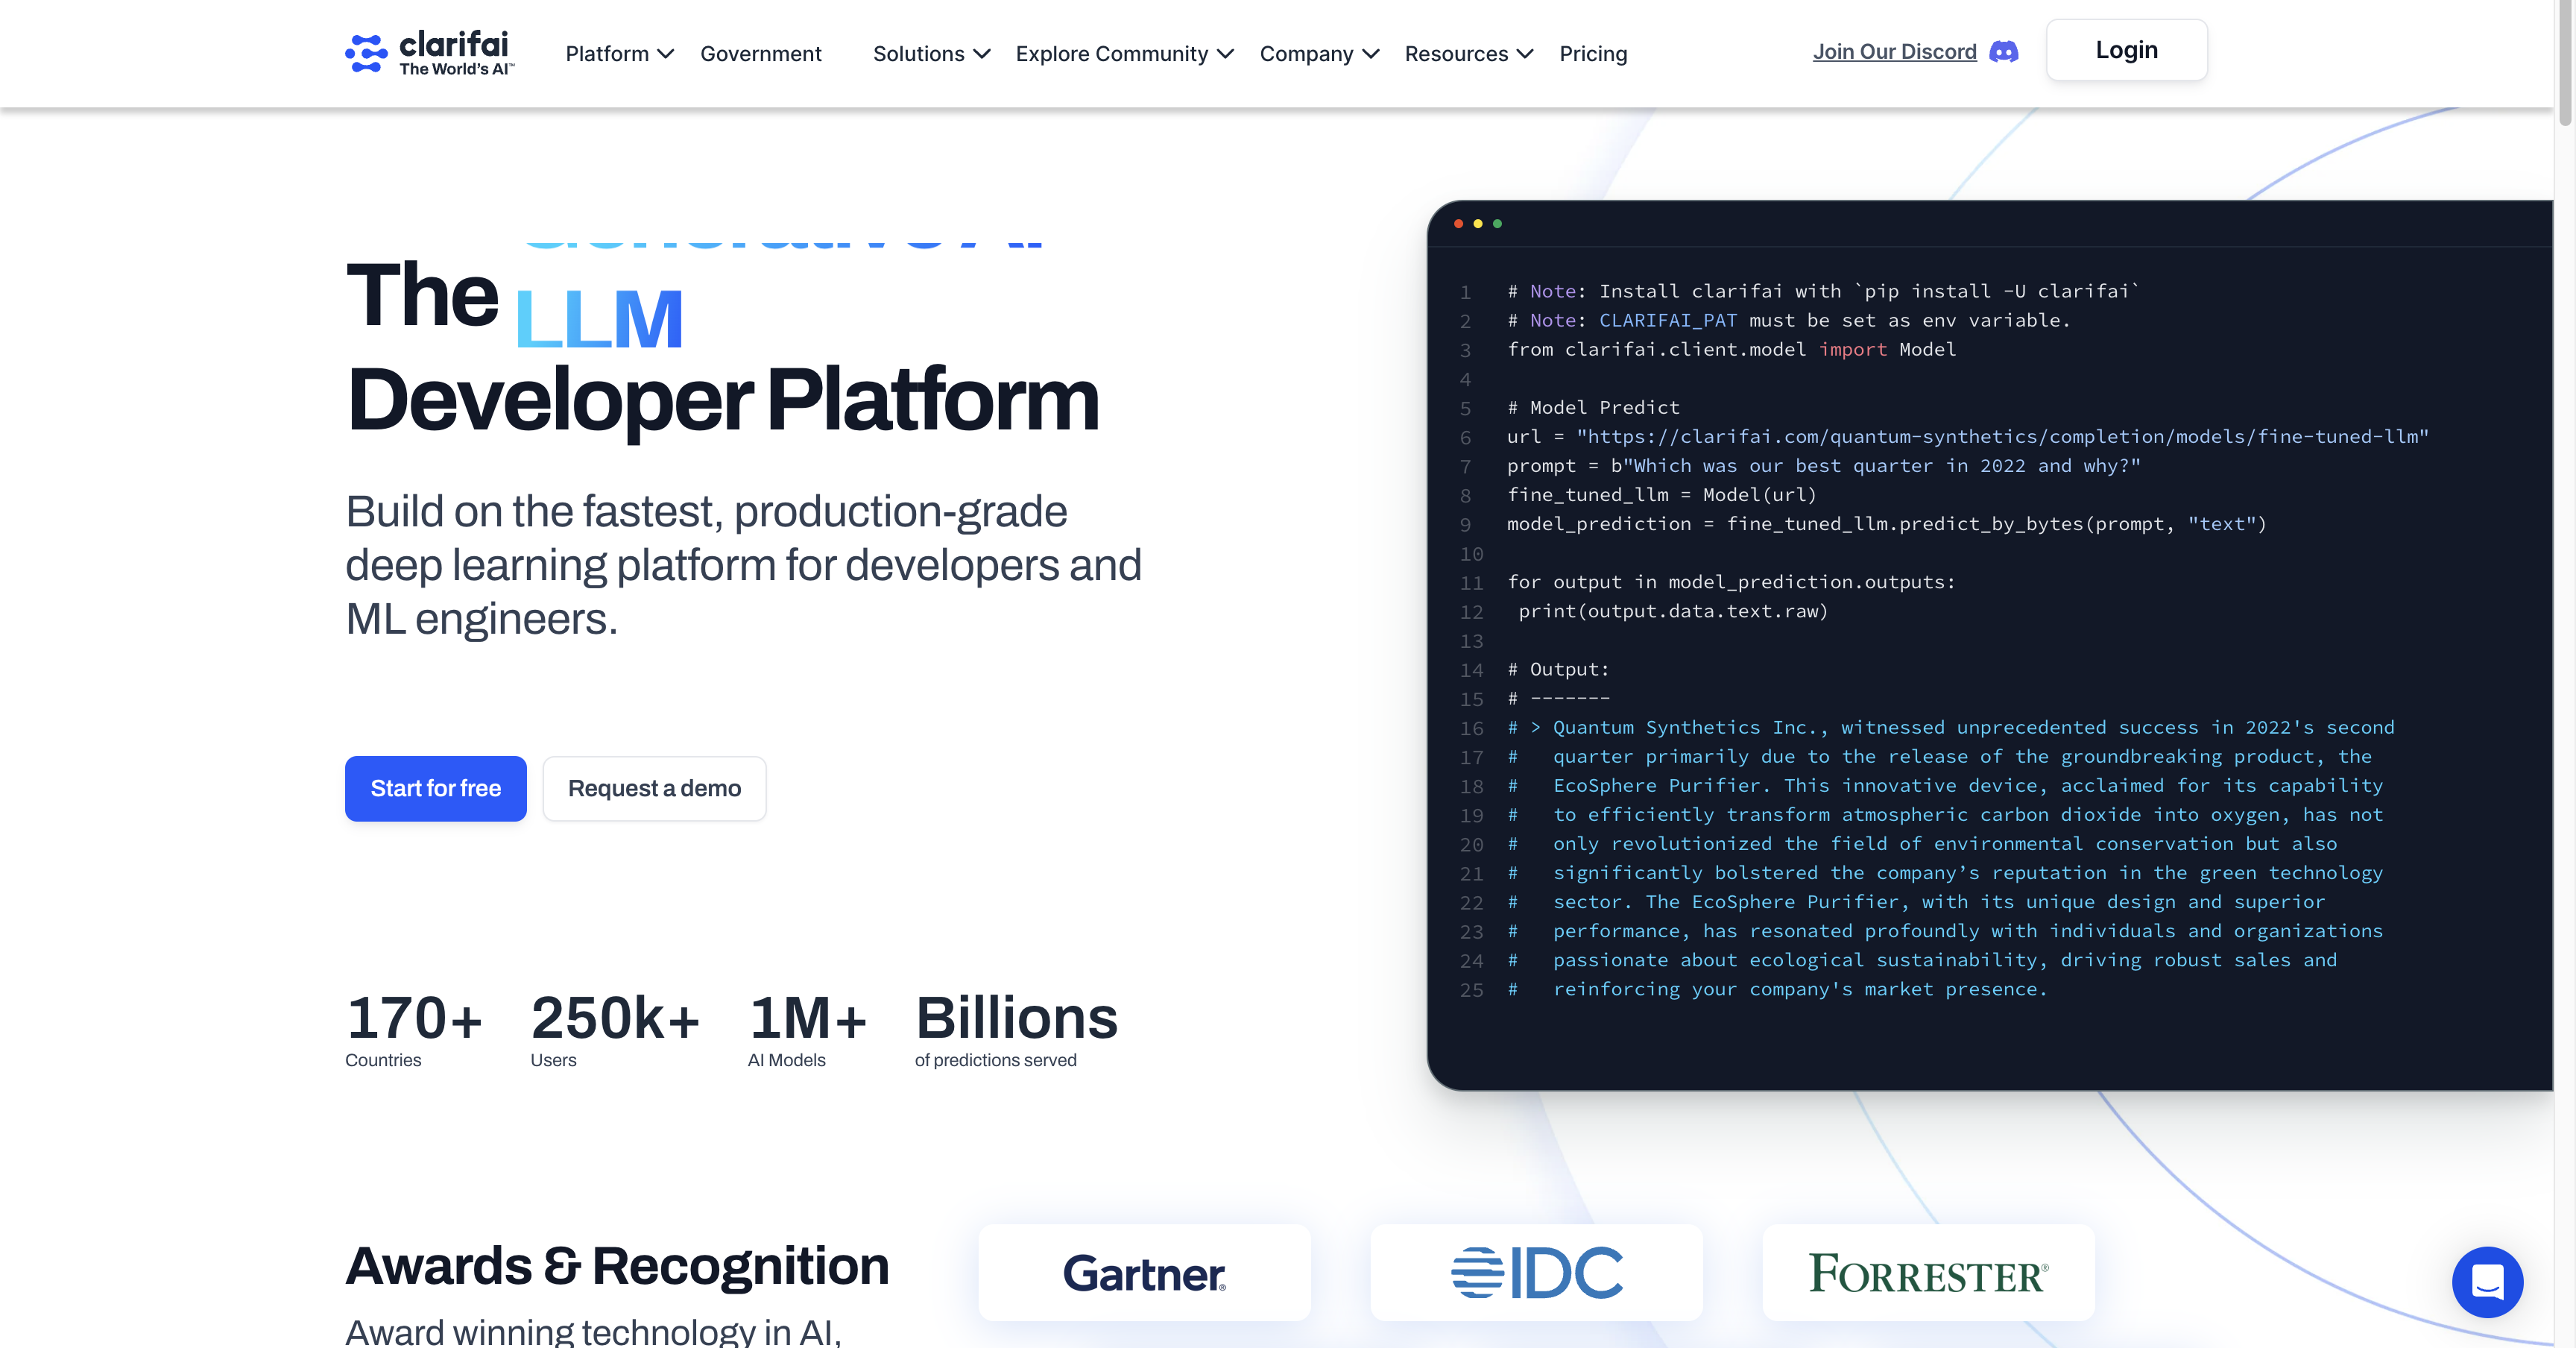 clarifai
The World's AI™
Platform
Government
Solutions
Explore Community
Company
Resources
Pricing
Join Our Discord
Login
The LLM
Developer Platform
Build on the fastest, production-grade
deep learning platform for developers and
ML engineers.
Start for free
Request a demo
170+
Countries
250k+
Users
1M+
AI Models
Billions
of predictions served
1 # Note: Install clarifai with `pip install -U clarifai`
2 # Note: CLARIFAI_PAT must be set as env variable.
3 from clarifai.client.model import Model
4
5 # Model Predict
6 url = "https://clarifai.com/quantum-synthetics/completion/models/fine-tuned-llm"
7 prompt = b"Which was our best quarter in 2022 and why?"
8 fine_tuned_llm = Model(url)
9 model_prediction = fine_tuned_llm.predict_by_bytes(prompt, "text")
10
11 for output in model_prediction.outputs:
12 print(output.data.text.raw)
13
14 # Output:
15 # -------
16 # > Quantum Synthetics Inc., witnessed unprecedented success in 2022's second
17 # quarter primarily due to the release of the groundbreaking product, the
18 # EcoSphere Purifier. This innovative device, acclaimed for its capability
19 # to efficiently transform atmospheric carbon dioxide into oxygen, has not
20 # only revolutionized the field of environmental conservation but also
21 # significantly bolstered the company’s reputation in the green technology
22 # sector. The EcoSphere Purifier, with its unique design and superior
23 # performance, has resonated profoundly with individuals and organizations
24 # passionate about ecological sustainability, driving robust sales and
25 # reinforcing your company's market presence.
Awards & Recognition
Award winning technology in AI,
Gartner®
IDC
FORRESTER®